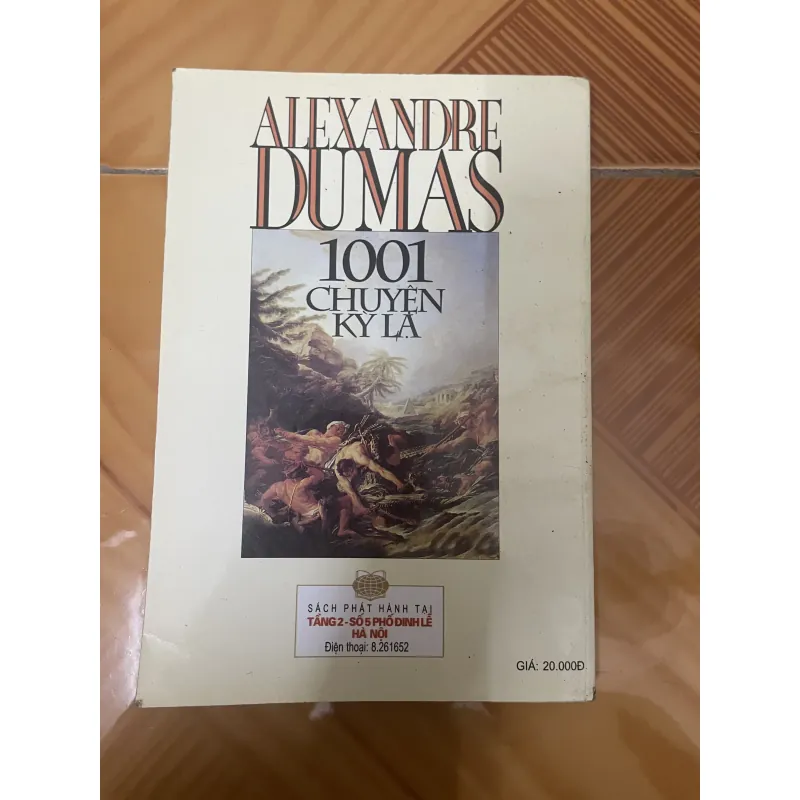 ALEXANDRE
DUMAS
1001
CHUYỆN
KỲ LẠ
SÁCH PHÁT HÀNH TẠI
TẦNG 2 - SỐ 5 PHỐ ĐINH LỄ
HÀ NỘI
Điện thoại: 8.261652
GIÁ: 20.000Đ